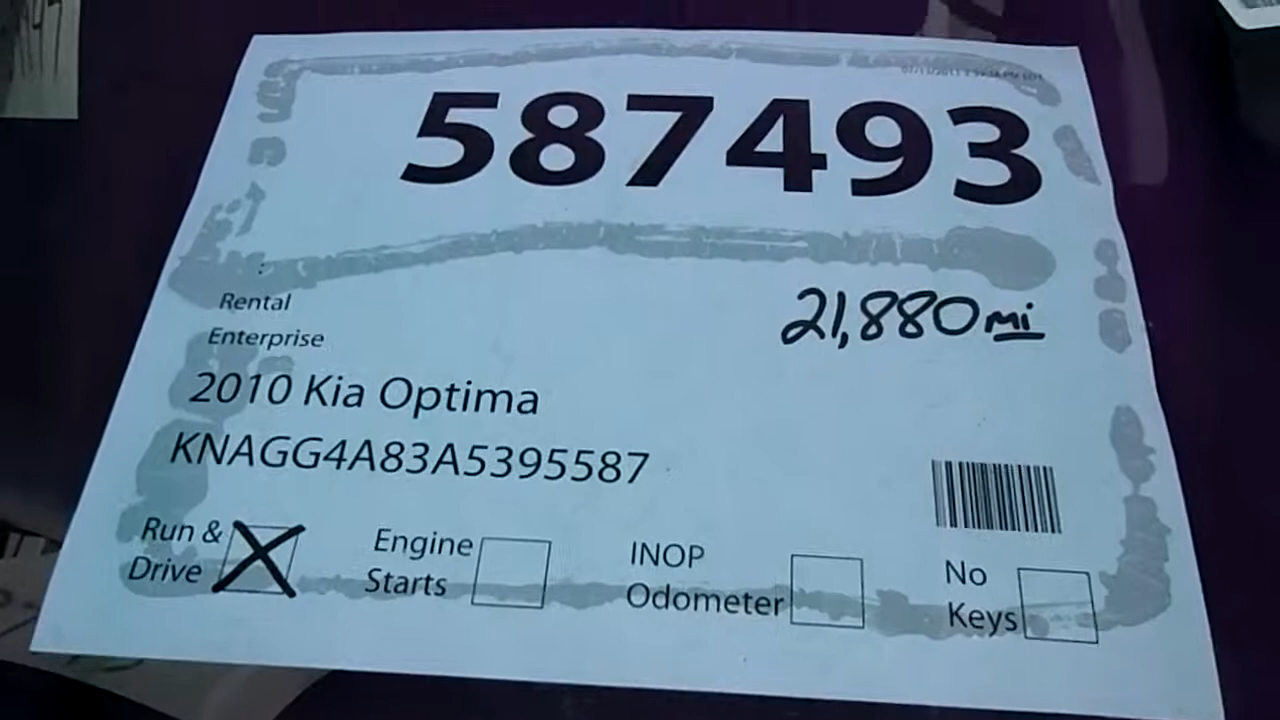 587493
21,880 mi
Rental
Enterprise
2010 Kia Optima
KNAGG4A83A5395587
Run & Drive
Engine Starts
INOP Odometer
No Keys